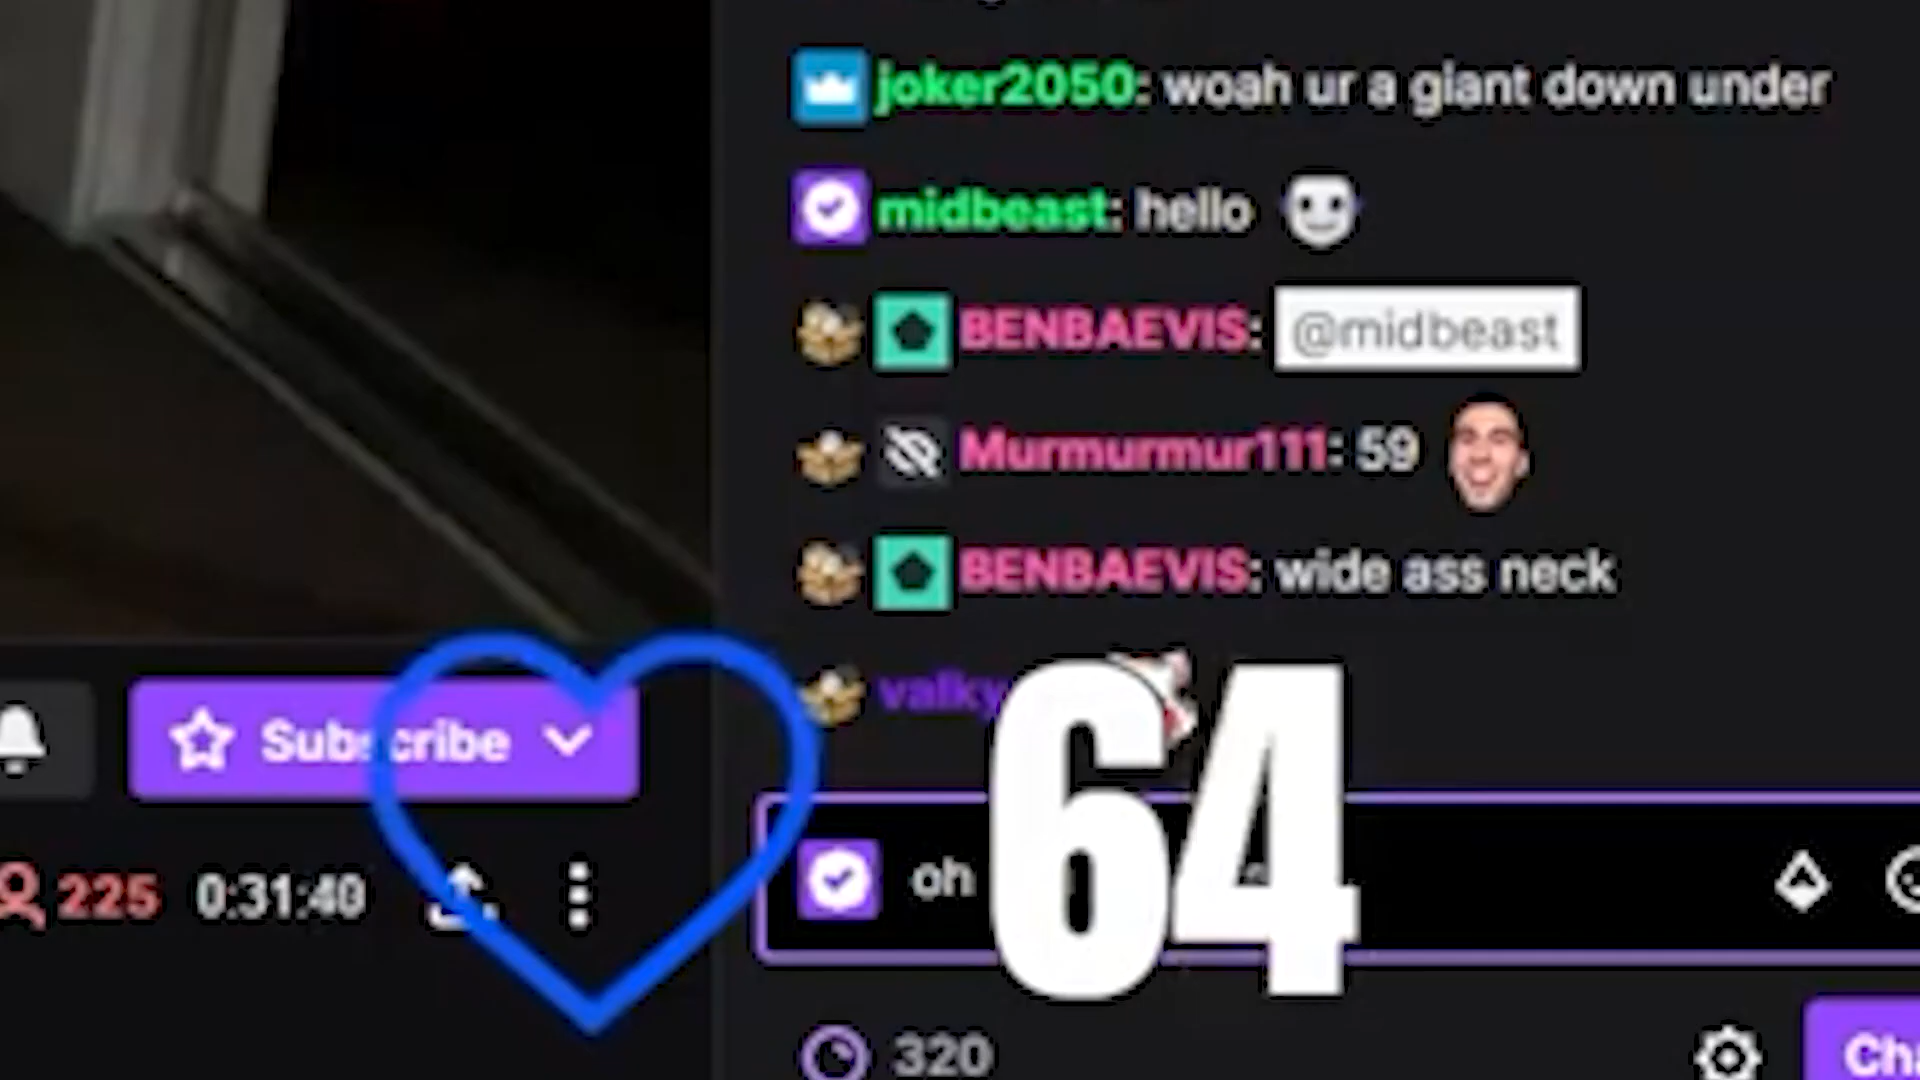 joker2050: woah ur a giant down under
midbeast: hello
BENBAEVIS: @midbeast
Murmurmur111: 59
BENBAEVIS: wide ass neck
valky
64
Subscribe
oh
225 0:31:40
320